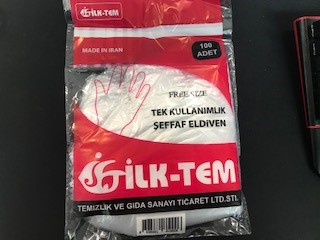 İLK-TEM
MADE IN IRAN
100
ADET
FREE SIZE
TEK KULLANIMLIK
ŞEFFAF ELDİVEN
İLK-TEM
TEMİZLİK VE GIDA SANAYİ TİCARET LTD.STİ.